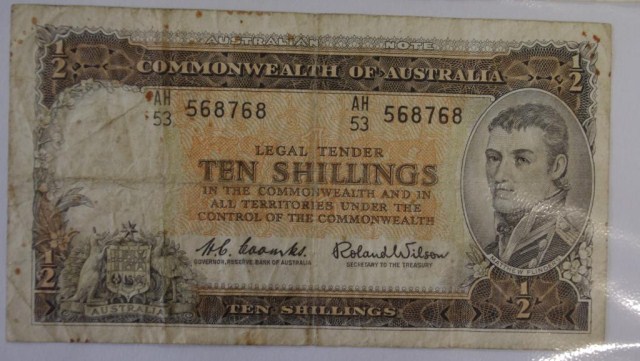 AUSTRALIAN NOTE
1/2 COMMONWEALTH OF AUSTRALIA 1/2
AH 53 568768 AH 53 568768
LEGAL TENDER
TEN SHILLINGS
IN THE COMMONWEALTH AND IN
ALL TERRITORIES UNDER THE
CONTROL OF THE COMMONWEALTH
H.C. Coombs. Roland Wilson
GOVERNOR, RESERVE BANK OF AUSTRALIA SECRETARY TO THE TREASURY
MATTHEW FLINDERS
1/2 1/2
AUSTRALIA
TEN SHILLINGS